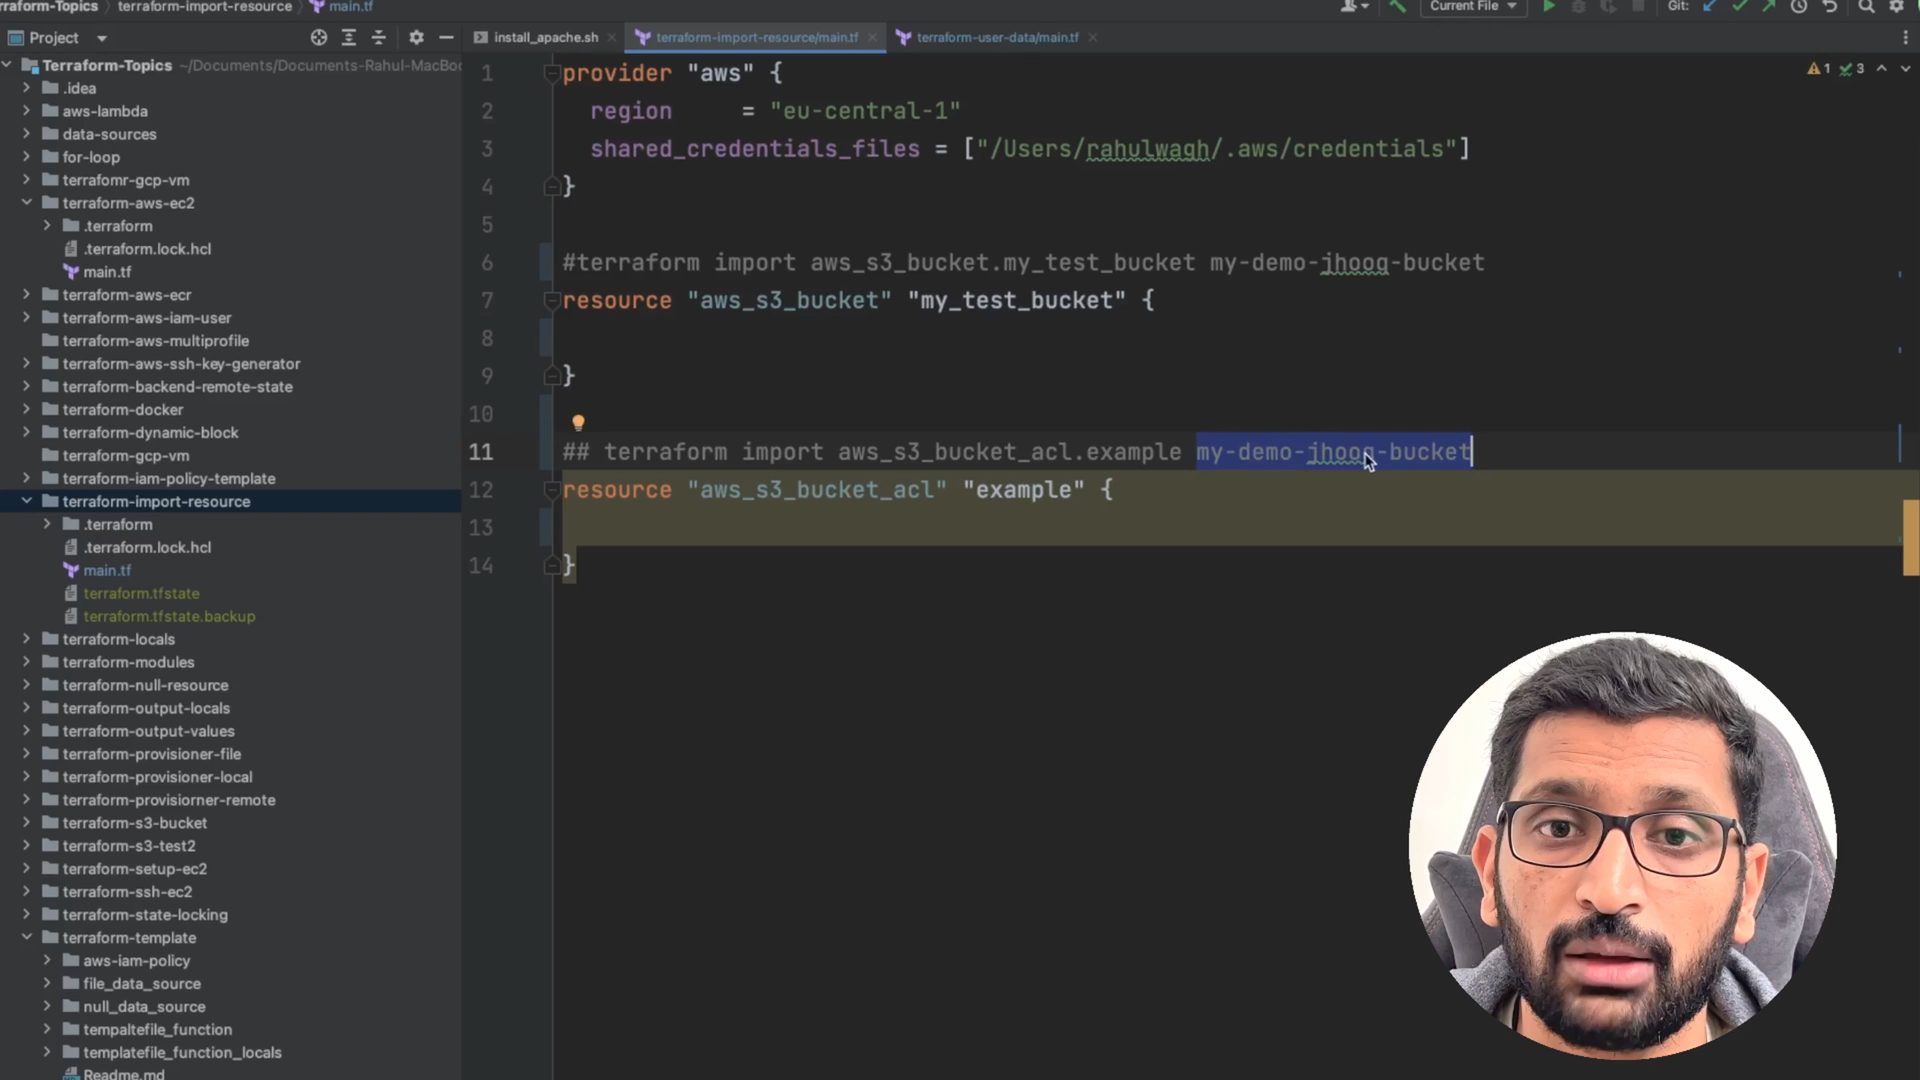 rraform-Topics › terraform-import-resource › main.tf
Current File
Git:
Project
install_apache.sh
terraform-import-resource/main.tf
terraform-user-data/main.tf
Terraform-Topics ~/Documents/Documents-Rahul-MacBoo
.idea
aws-lambda
data-sources
for-loop
terrafomr-gcp-vm
terraform-aws-ec2
.terraform
.terraform.lock.hcl
main.tf
terraform-aws-ecr
terraform-aws-iam-user
terraform-aws-multiprofile
terraform-aws-ssh-key-generator
terraform-backend-remote-state
terraform-docker
terraform-dynamic-block
terraform-gcp-vm
terraform-iam-policy-template
terraform-import-resource
.terraform
.terraform.lock.hcl
main.tf
terraform.tfstate
terraform.tfstate.backup
terraform-locals
terraform-modules
terraform-null-resource
terraform-output-locals
terraform-output-values
terraform-provisioner-file
terraform-provisioner-local
terraform-provisiorner-remote
terraform-s3-bucket
terraform-s3-test2
terraform-setup-ec2
terraform-ssh-ec2
terraform-state-locking
terraform-template
aws-iam-policy
file_data_source
null_data_source
tempaltefile_function
templatefile_function_locals
Readme.md
1 provider "aws" {
2 region = "eu-central-1"
3 shared_credentials_files = ["/Users/rahulwagh/.aws/credentials"]
4 }
5
6 #terraform import aws_s3_bucket.my_test_bucket my-demo-jhooq-bucket
7 resource "aws_s3_bucket" "my_test_bucket" {
8
9 }
10
11 ## terraform import aws_s3_bucket_acl.example my-demo-jhooq-bucket
12 resource "aws_s3_bucket_acl" "example" {
13
14 }
1 3